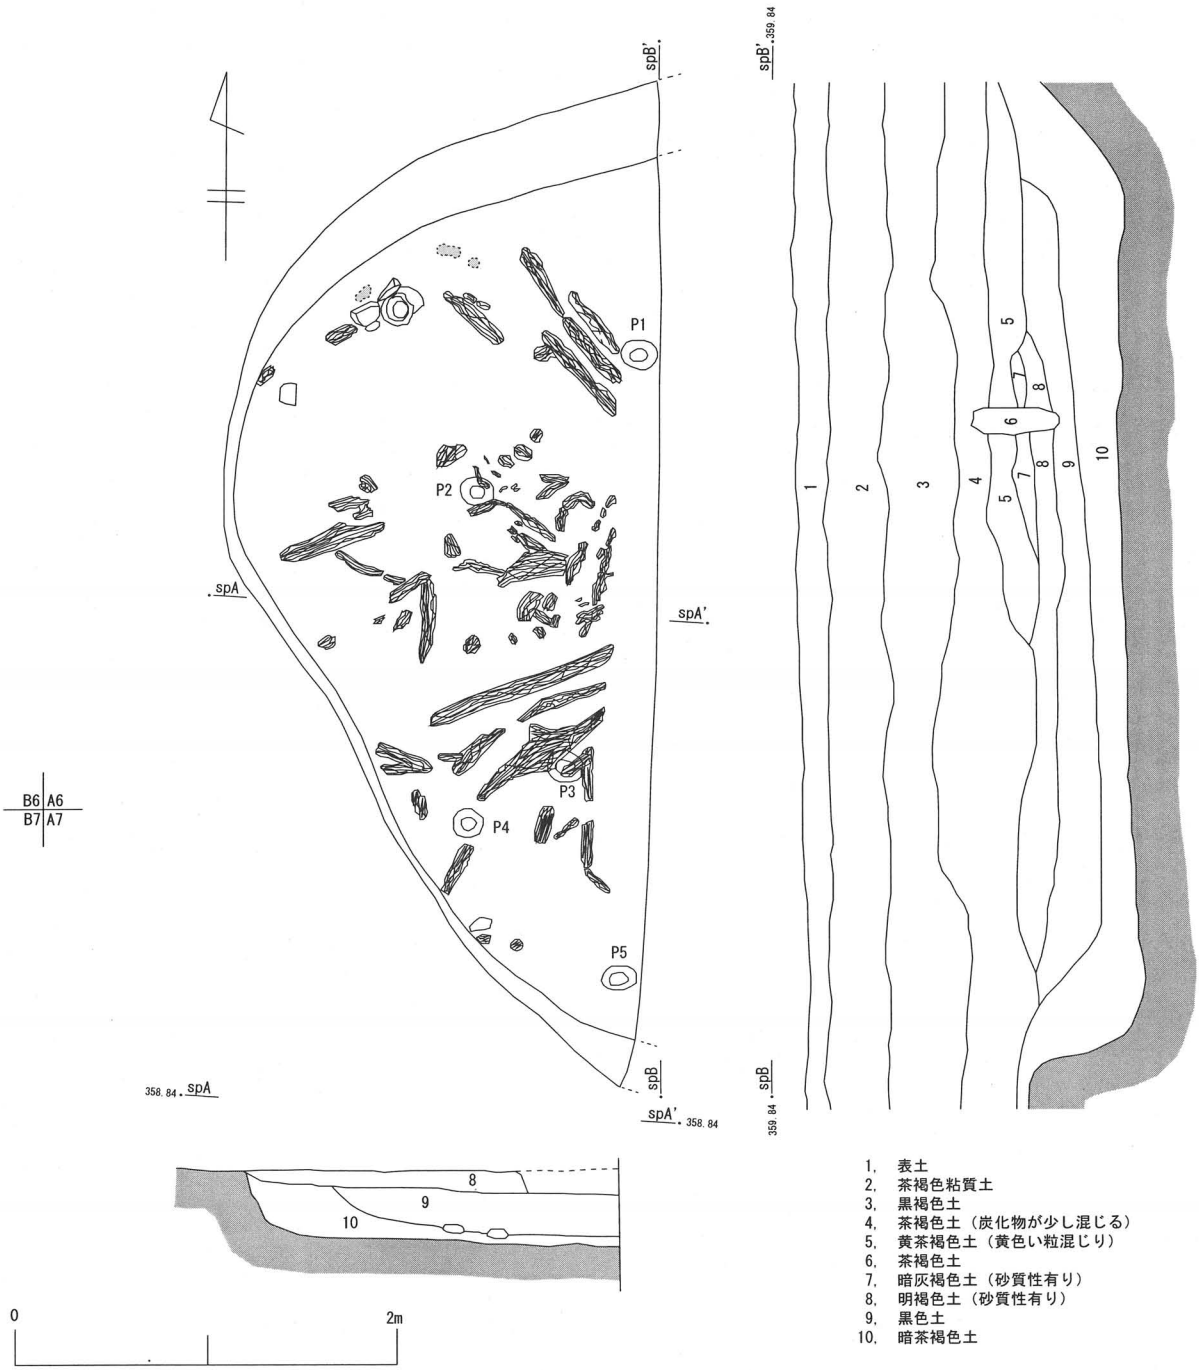 spB'
359.84 spB'
P1
P2
spA
spA'
P3
P4
P5
B6 A6
B7 A7
1
2
3
4
5
5
6
7
7
8
8
9
10
358.84 spA
spB
spA' 358.84
359.84 spB
8
9
10
1, 表土
2, 茶褐色粘質土
3, 黒褐色土
4, 茶褐色土（炭化物が少し混じる）
5, 黄茶褐色土（黄色い粒混じり）
6, 茶褐色土
7, 暗灰褐色土（砂質性有り）
8, 明褐色土（砂質性有り）
9, 黒色土
10, 暗茶褐色土
0 2m